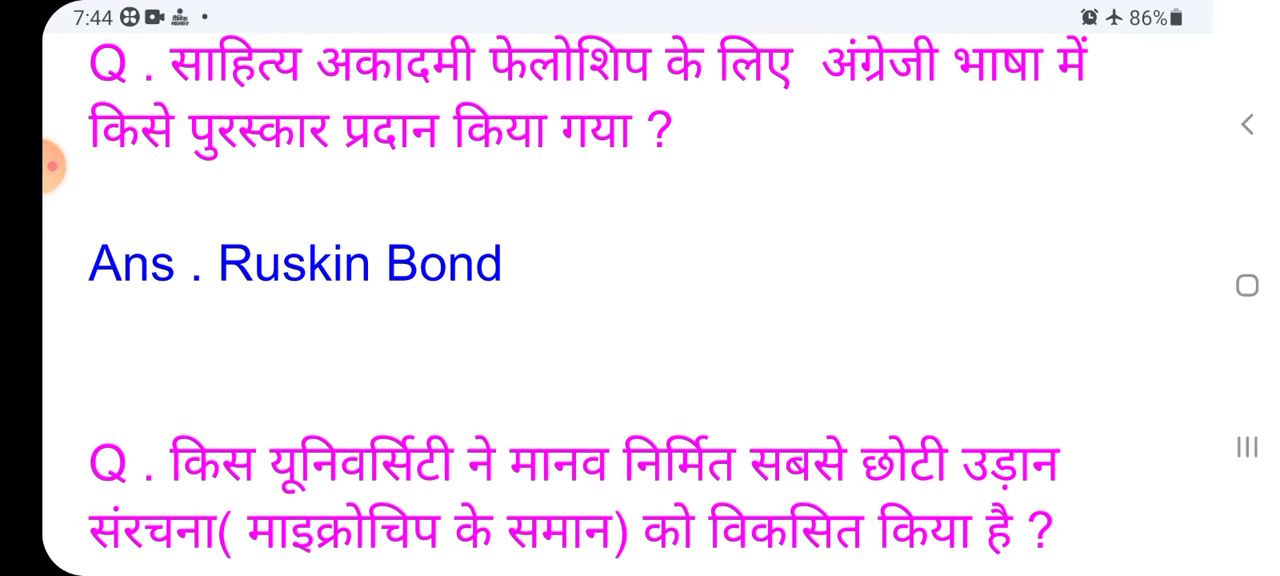 7:44
86%
Q . साहित्य अकादमी फेलोशिप के लिए अंग्रेजी भाषा में
किसे पुरस्कार प्रदान किया गया ?
Ans . Ruskin Bond
Q . किस यूनिवर्सिटी ने मानव निर्मित सबसे छोटी उड़ान
संरचना( माइक्रोचिप के समान) को विकसित किया है ?